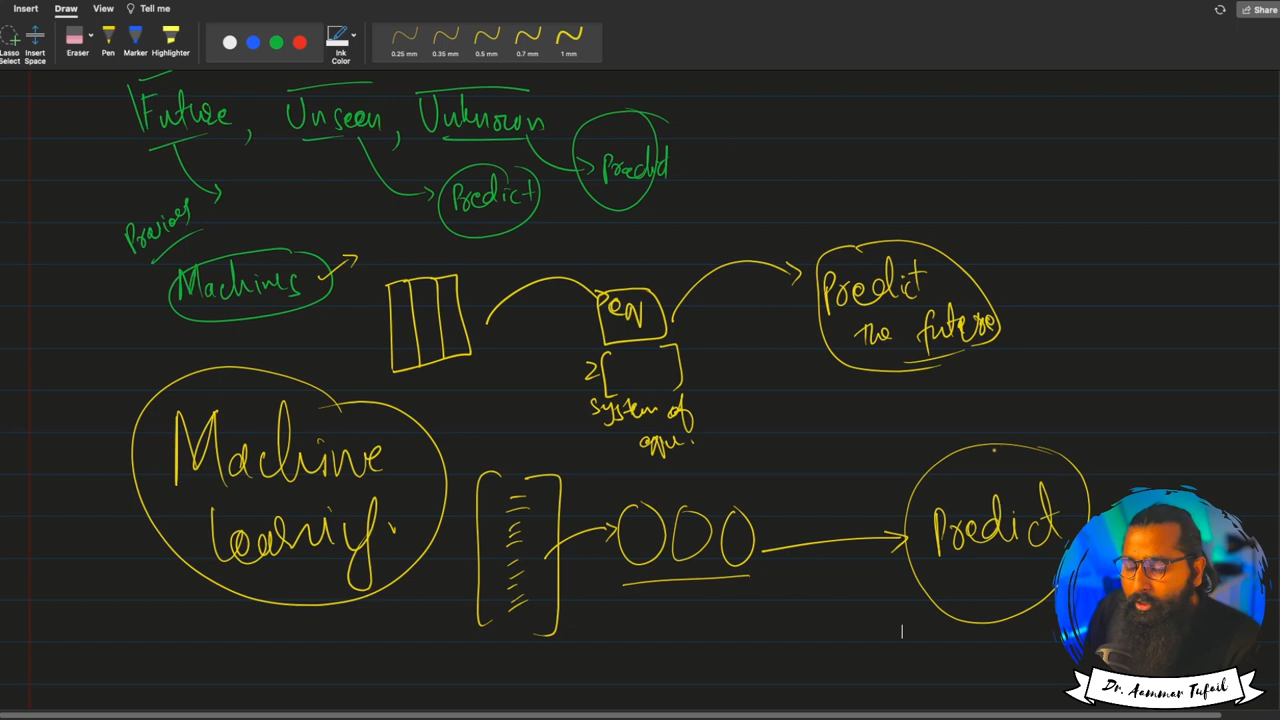 Insert Draw View Tell me
Share
Lasso Select
Insert Space
Eraser
Pen
Marker
Highlighter
Ink Color
0.25 mm 0.35 mm 0.5 mm 0.7 mm 1 mm
Future, Unseen, Unknown
Predict
Predict
Machines
Predict
the future
2
system of
Machine
Predict
Dr. Aammar Tufail